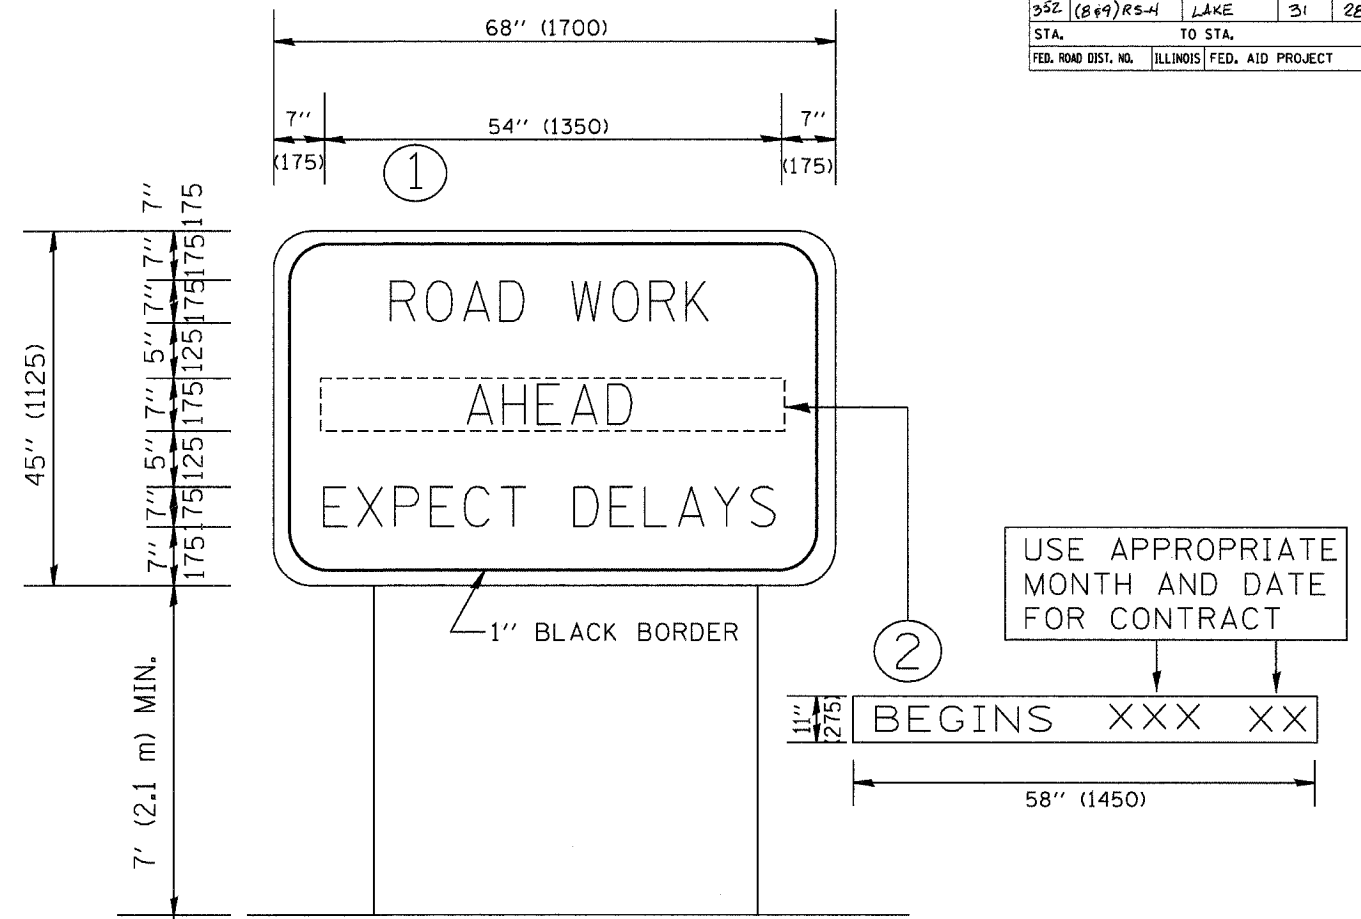 352 (8&9)RS-4 LAKE 31 28
STA. TO STA.
FED. ROAD DIST. NO. ILLINOIS FED. AID PROJECT
68'' (1700)
7'' 54'' (1350) 7''
(175) (175)
1
7'' 175
7'' 175
7'' 175
5'' 125
7'' 175
5'' 125
7'' 175
7'' 175
45'' (1125)
ROAD WORK
AHEAD
EXPECT DELAYS
1'' BLACK BORDER
7' (2.1 m) MIN.
2
USE APPROPRIATE
MONTH AND DATE
FOR CONTRACT
11'' (275)
BEGINS XXX XX
58'' (1450)